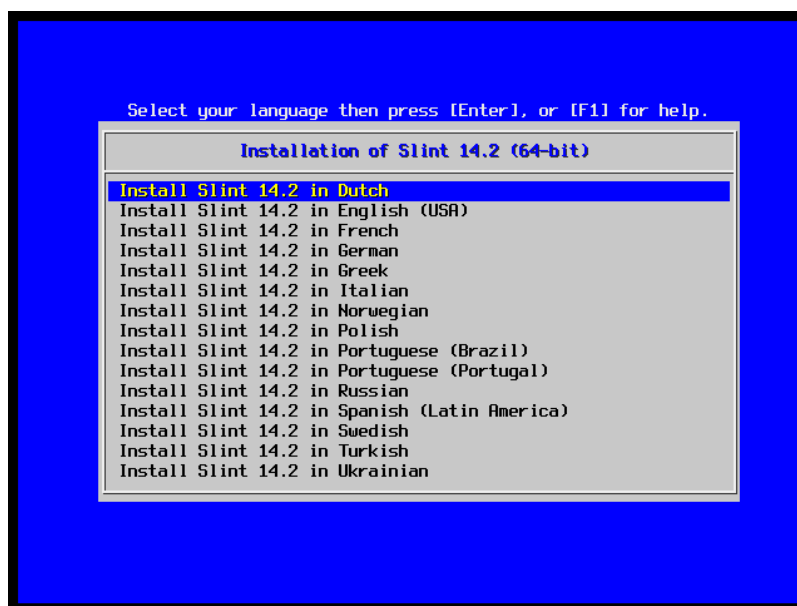 Select your language then press [Enter], or [F1] for help.
Installation of Slint 14.2 (64-bit)
Install Slint 14.2 in Dutch
Install Slint 14.2 in English (USA)
Install Slint 14.2 in French
Install Slint 14.2 in German
Install Slint 14.2 in Greek
Install Slint 14.2 in Italian
Install Slint 14.2 in Norwegian
Install Slint 14.2 in Polish
Install Slint 14.2 in Portuguese (Brazil)
Install Slint 14.2 in Portuguese (Portugal)
Install Slint 14.2 in Russian
Install Slint 14.2 in Spanish (Latin America)
Install Slint 14.2 in Swedish
Install Slint 14.2 in Turkish
Install Slint 14.2 in Ukrainian